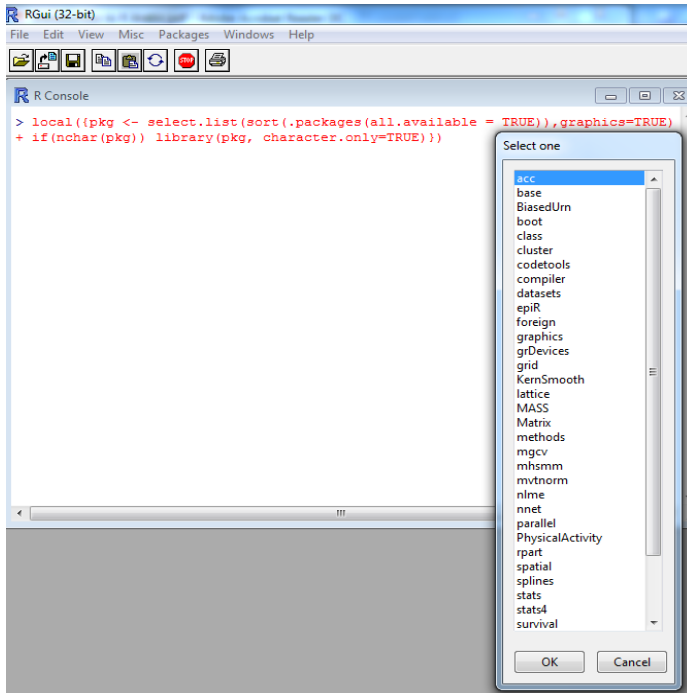 RGui (32-bit)
File Edit View Misc Packages Windows Help
STOP
R Console
> local({pkg <- select.list(sort(.packages(all.available = TRUE)),graphics=TRUE)
+ if(nchar(pkg)) library(pkg, character.only=TRUE)})
Select one
acc
base
BiasedUrn
boot
class
cluster
codetools
compiler
datasets
epiR
foreign
graphics
grDevices
grid
KernSmooth
lattice
MASS
Matrix
methods
mgcv
mhsmm
mvtnorm
nlme
nnet
parallel
PhysicalActivity
rpart
spatial
splines
stats
stats4
survival
OK Cancel